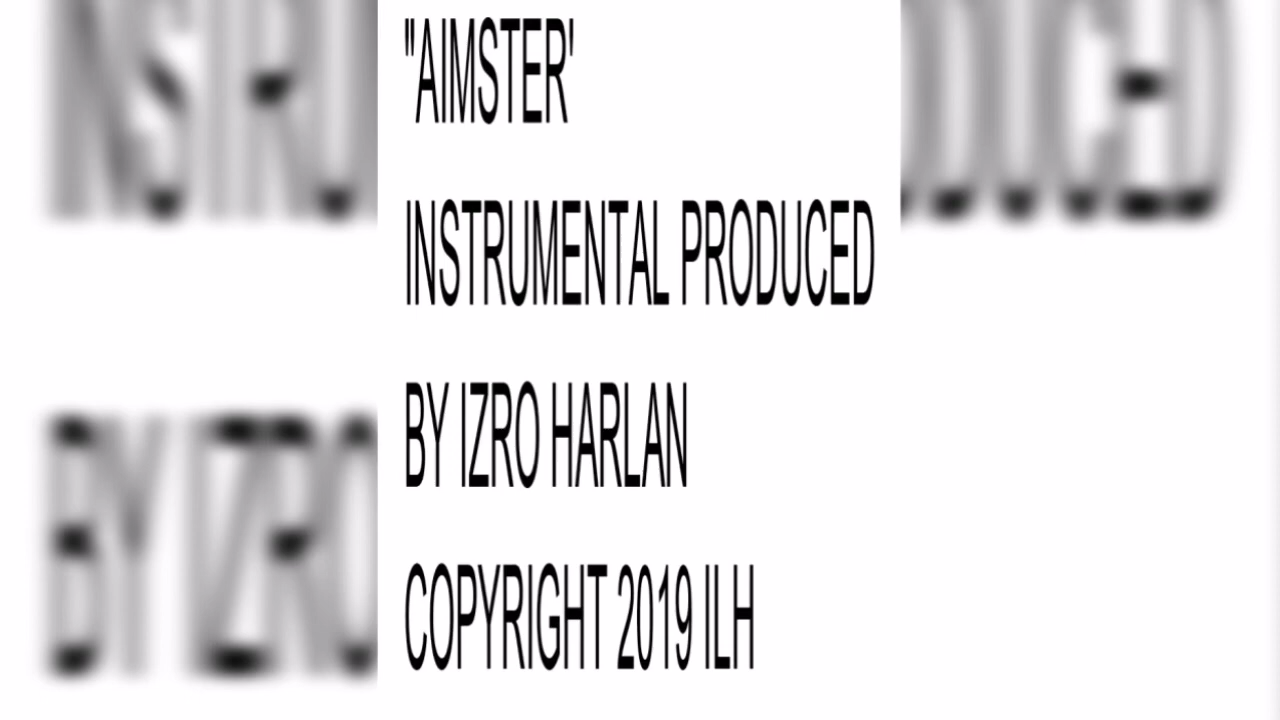 "AIMSTER'
INSTRUMENTAL PRODUCED
BY IZRO HARLAN
COPYRIGHT 2019 ILH